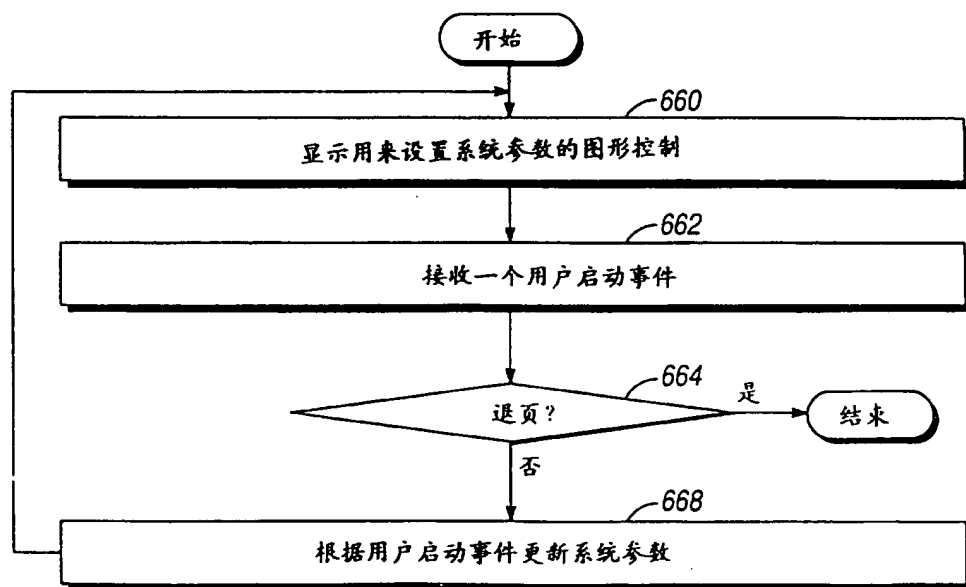 开始
660
显示用来设置系统参数的图形控制
662
接收一个用户启动事件
664
退页?
是
结束
否
668
根据用户启动事件更新系统参数